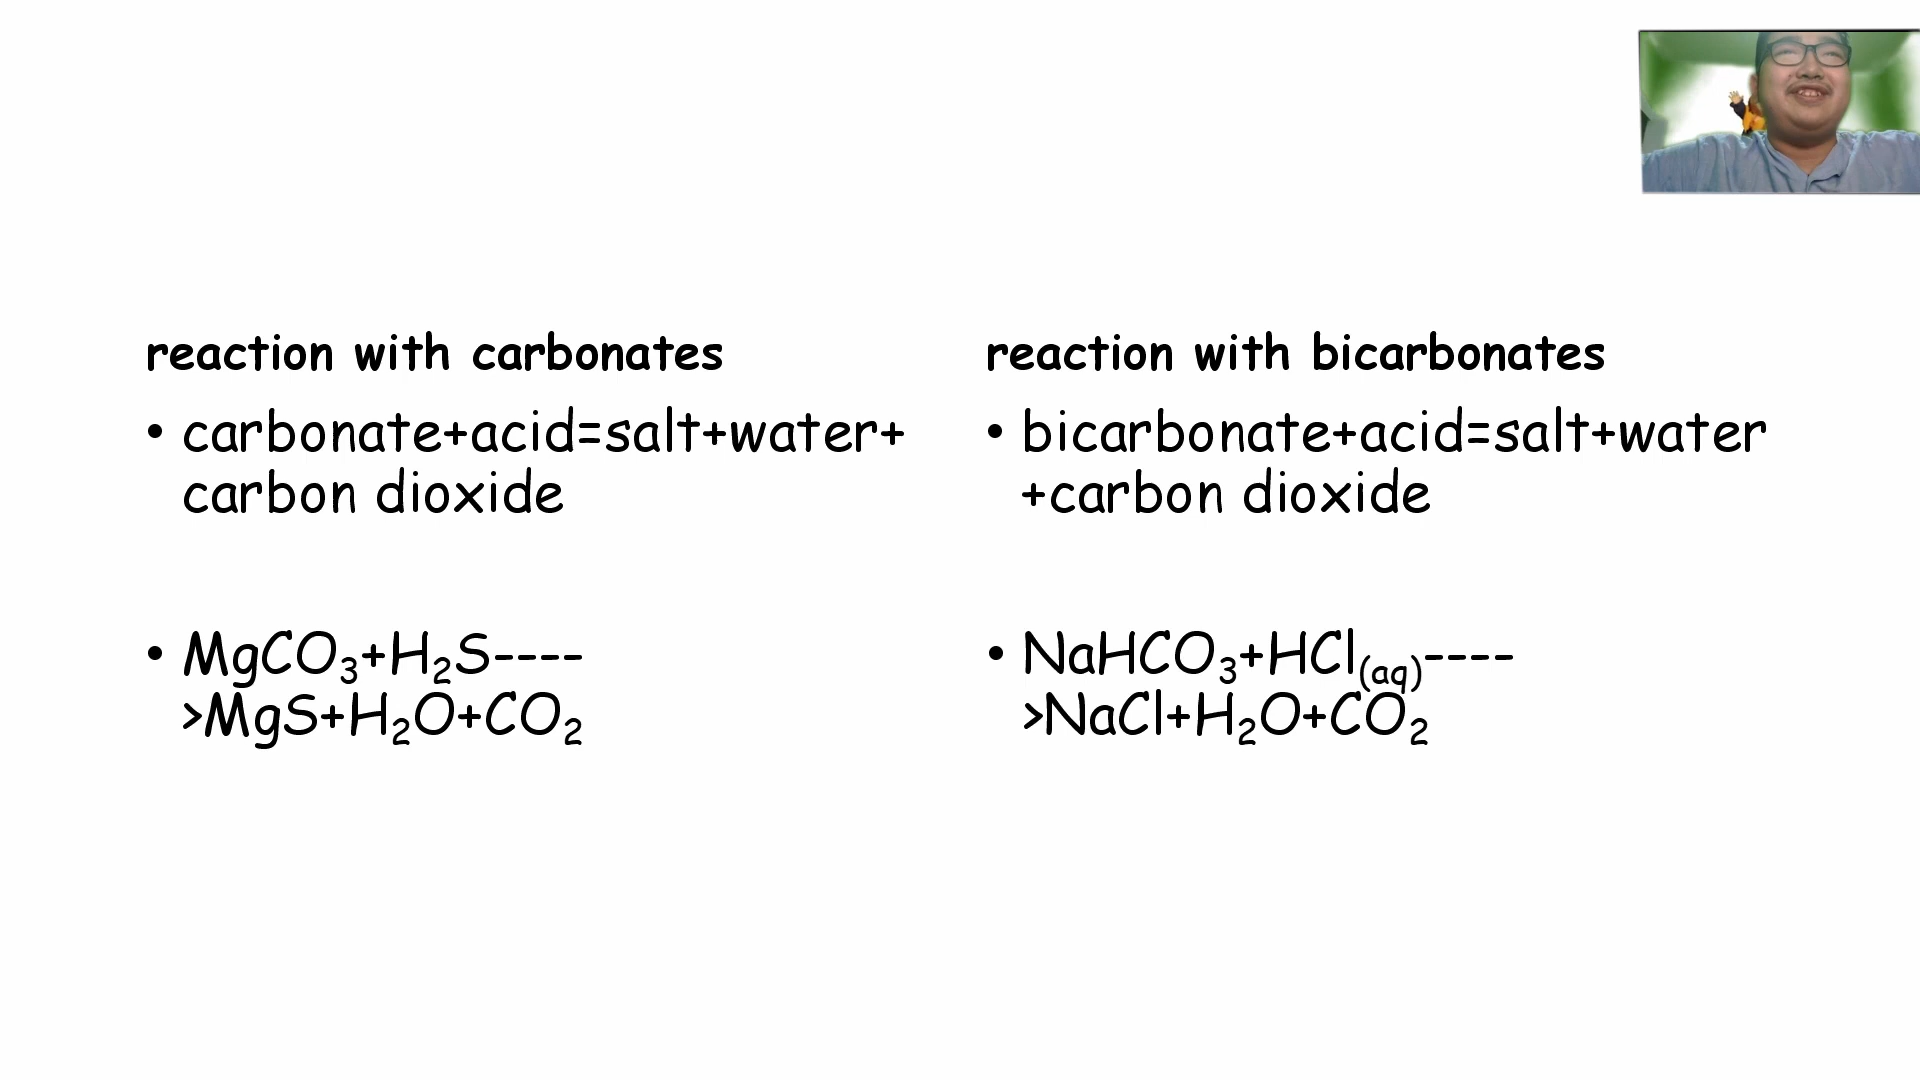 reaction with carbonates
• carbonate+acid=salt+water+
carbon dioxide
• MgCO₃+H₂S----
>MgS+H₂O+CO₂
reaction with bicarbonates
• bicarbonate+acid=salt+water
+carbon dioxide
• NaHCO₃+HCl₍aq₎----
>NaCl+H₂O+CO₂